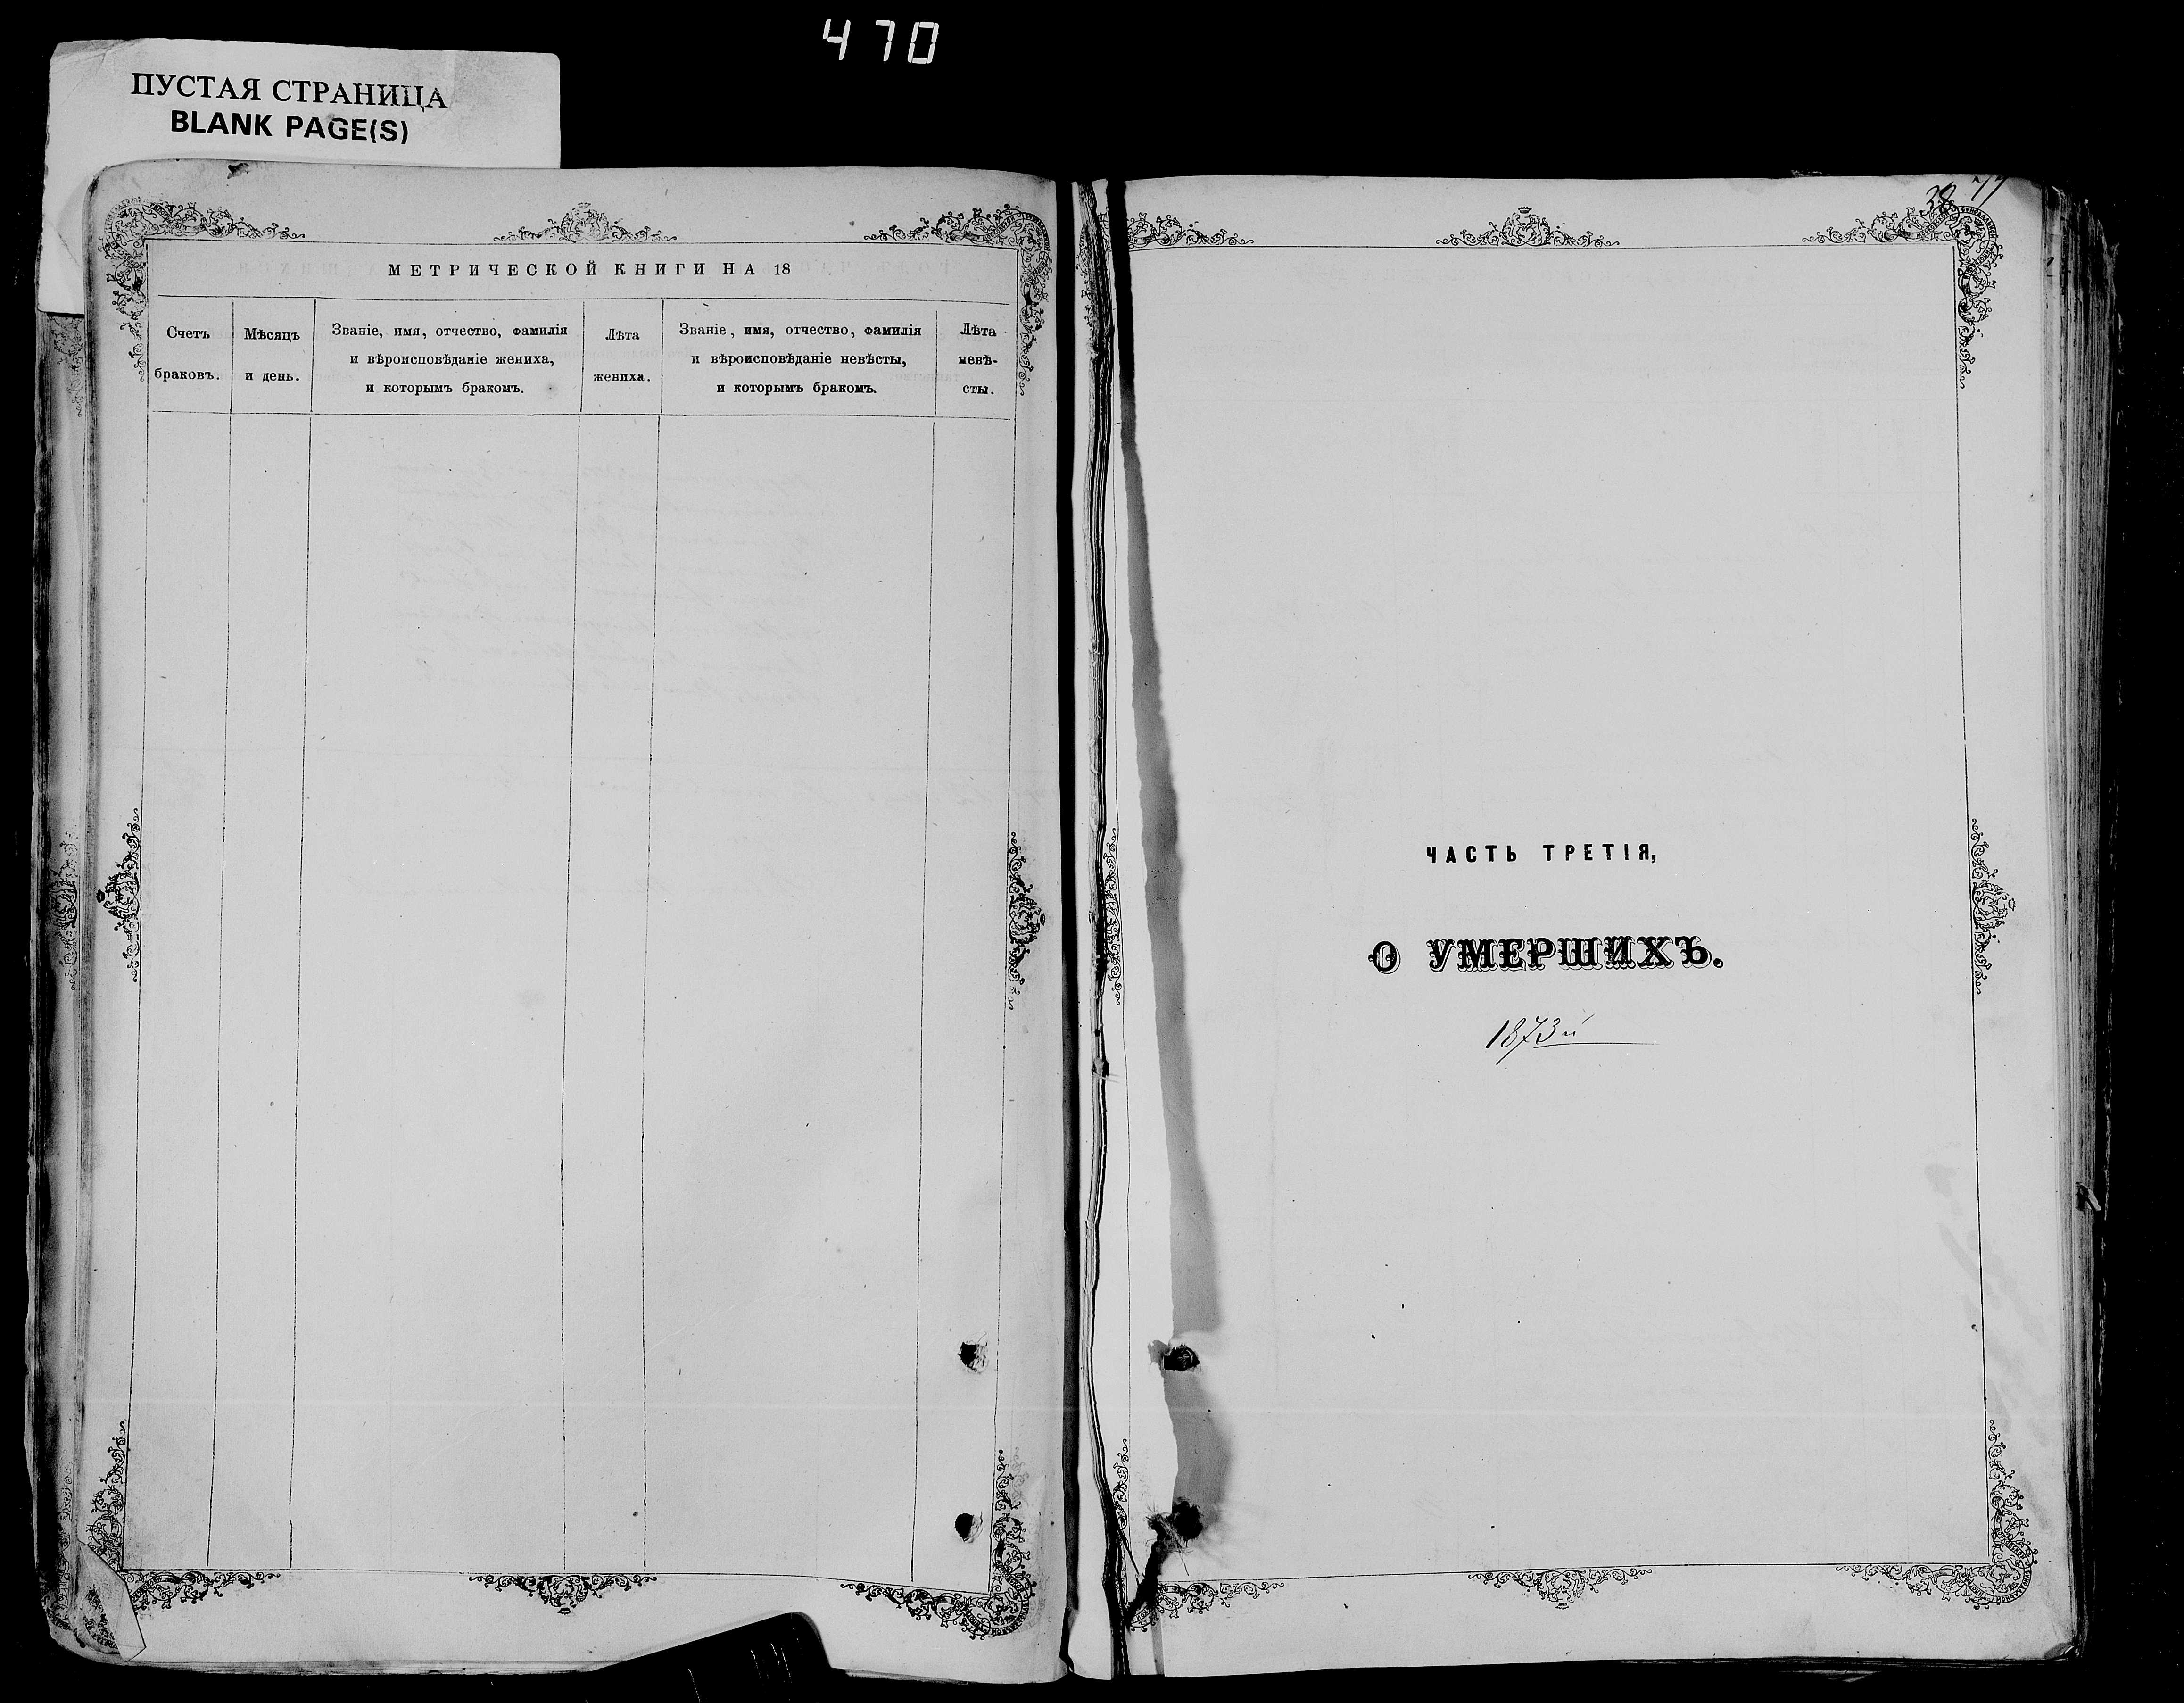 470
ПУСТАЯ СТРАНИЦА
BLANK PAGE(S)
МЕТРИЧЕСКОЙ КНИГИ НА 18
Счетъ браковъ.
Мѣсяцъ и день.
Званіе, имя, отчество, фамилія
и вѣроисповѣданіе жениха,
и которымъ бракомъ.
Лѣта
жениха.
Званіе, имя, отчество, фамилія
и вѣроисповѣданіе невѣсты,
и которымъ бракомъ.
Лѣта
невѣ-
сты.
77
ЧАСТЬ ТРЕТІЯ,
О УМЕРШИХЪ.
1873й